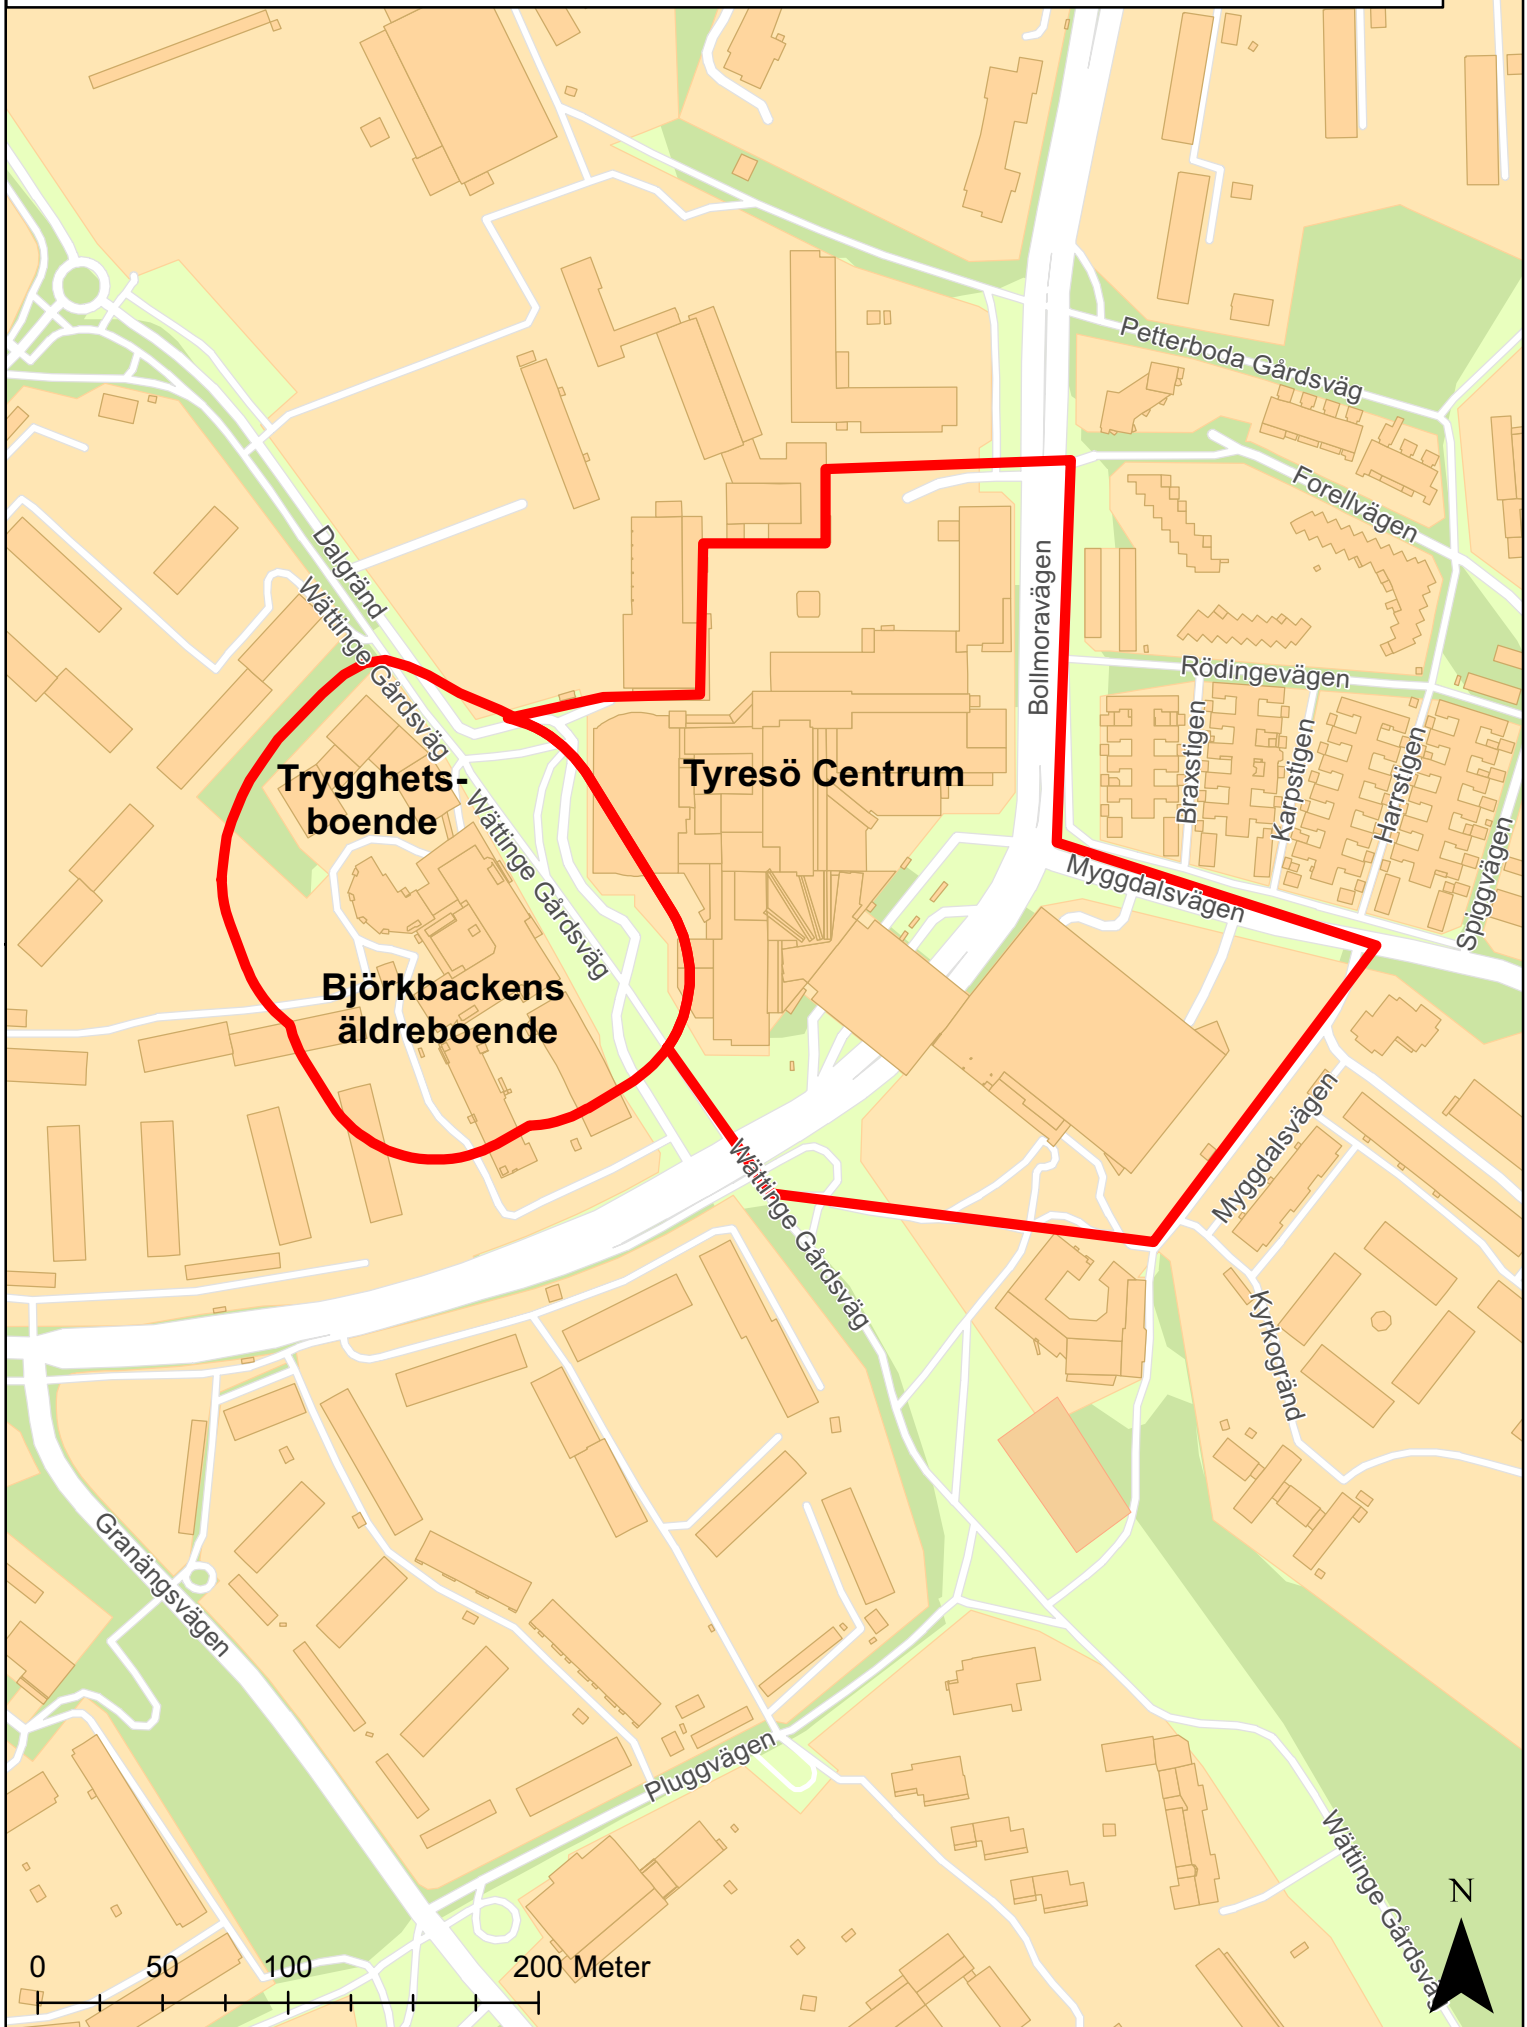 Petterboda Gårdsväg
Forellvägen
Dalgränd
Wättinge Gårdsväg
Bollmoravägen
Rödingevägen
Braxstigen
Karpstigen
Harrstigen
Spiggvägen
Trygghets-
boende
Tyresö Centrum
Wättinge Gårdsväg
Myggdalsvägen
Björkbackens
äldreboende
Myggdalsvägen
Wättinge Gårdsväg
Kyrkogränd
Granängsvägen
Pluggvägen
Wättinge Gårdsväg
N
0 50 100 200 Meter